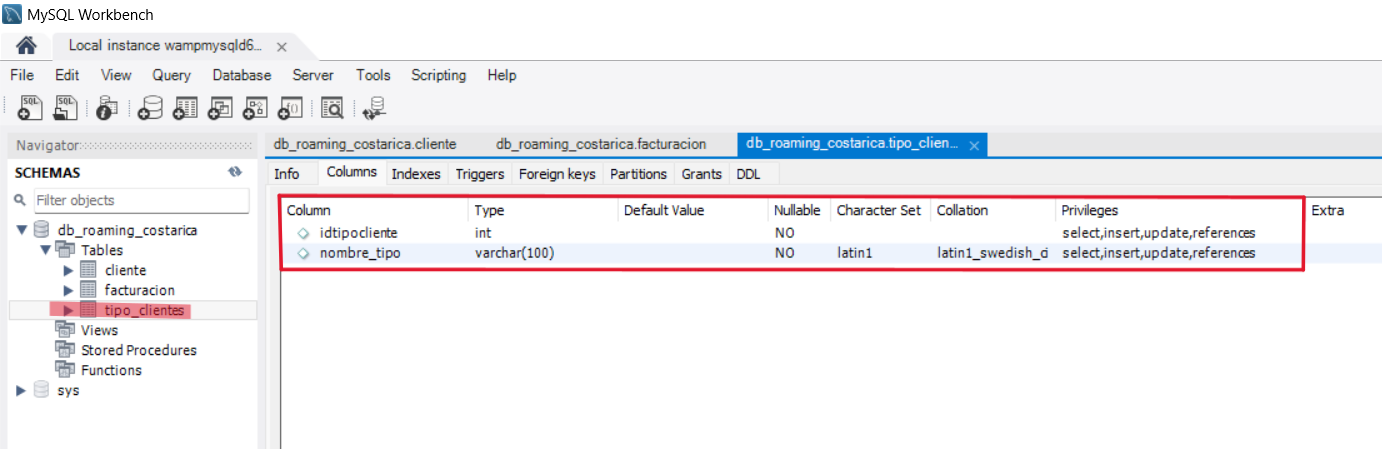 MySQL Workbench
Local instance wampmysqld6...
File Edit View Query Database Server Tools Scripting Help
SQL SQL
Navigator
db_roaming_costarica.cliente db_roaming_costarica.facturacion db_roaming_costarica.tipo_clien...
SCHEMAS
Info Columns Indexes Triggers Foreign keys Partitions Grants DDL
Filter objects
Column Type Default Value Nullable Character Set Collation Privileges Extra
db_roaming_costarica
idtipocliente int NO select,insert,update,references
Tables
nombre_tipo varchar(100) NO latin1 latin1_swedish_ci select,insert,update,references
cliente
facturacion
tipo_clientes
Views
Stored Procedures
Functions
sys